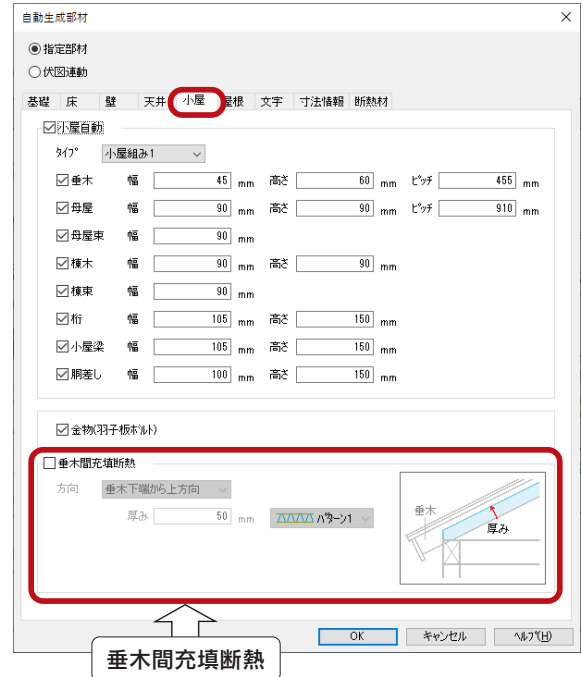 自動生成部材
指定部材
伏図連動
基礎 床 壁 天井 小屋 屋根 文字 寸法情報 断熱材
小屋自動
ﾀｲﾌﾟ 小屋組み1
垂木 幅 45 mm 高さ 60 mm ﾋﾟｯﾁ 455 mm
母屋 幅 90 mm 高さ 90 mm ﾋﾟｯﾁ 910 mm
母屋束 幅 90 mm
棟木 幅 90 mm 高さ 90 mm
棟束 幅 90 mm
桁 幅 105 mm 高さ 150 mm
小屋梁 幅 105 mm 高さ 150 mm
胴差し 幅 100 mm 高さ 150 mm
金物(羽子板ﾎﾞﾙﾄ)
垂木間充填断熱
方向 垂木下端から上方向
厚み 50 mm ﾊﾟﾀｰﾝ1
垂木
厚み
OK キャンセル ﾍﾙﾌﾟ(H)
垂木間充填断熱